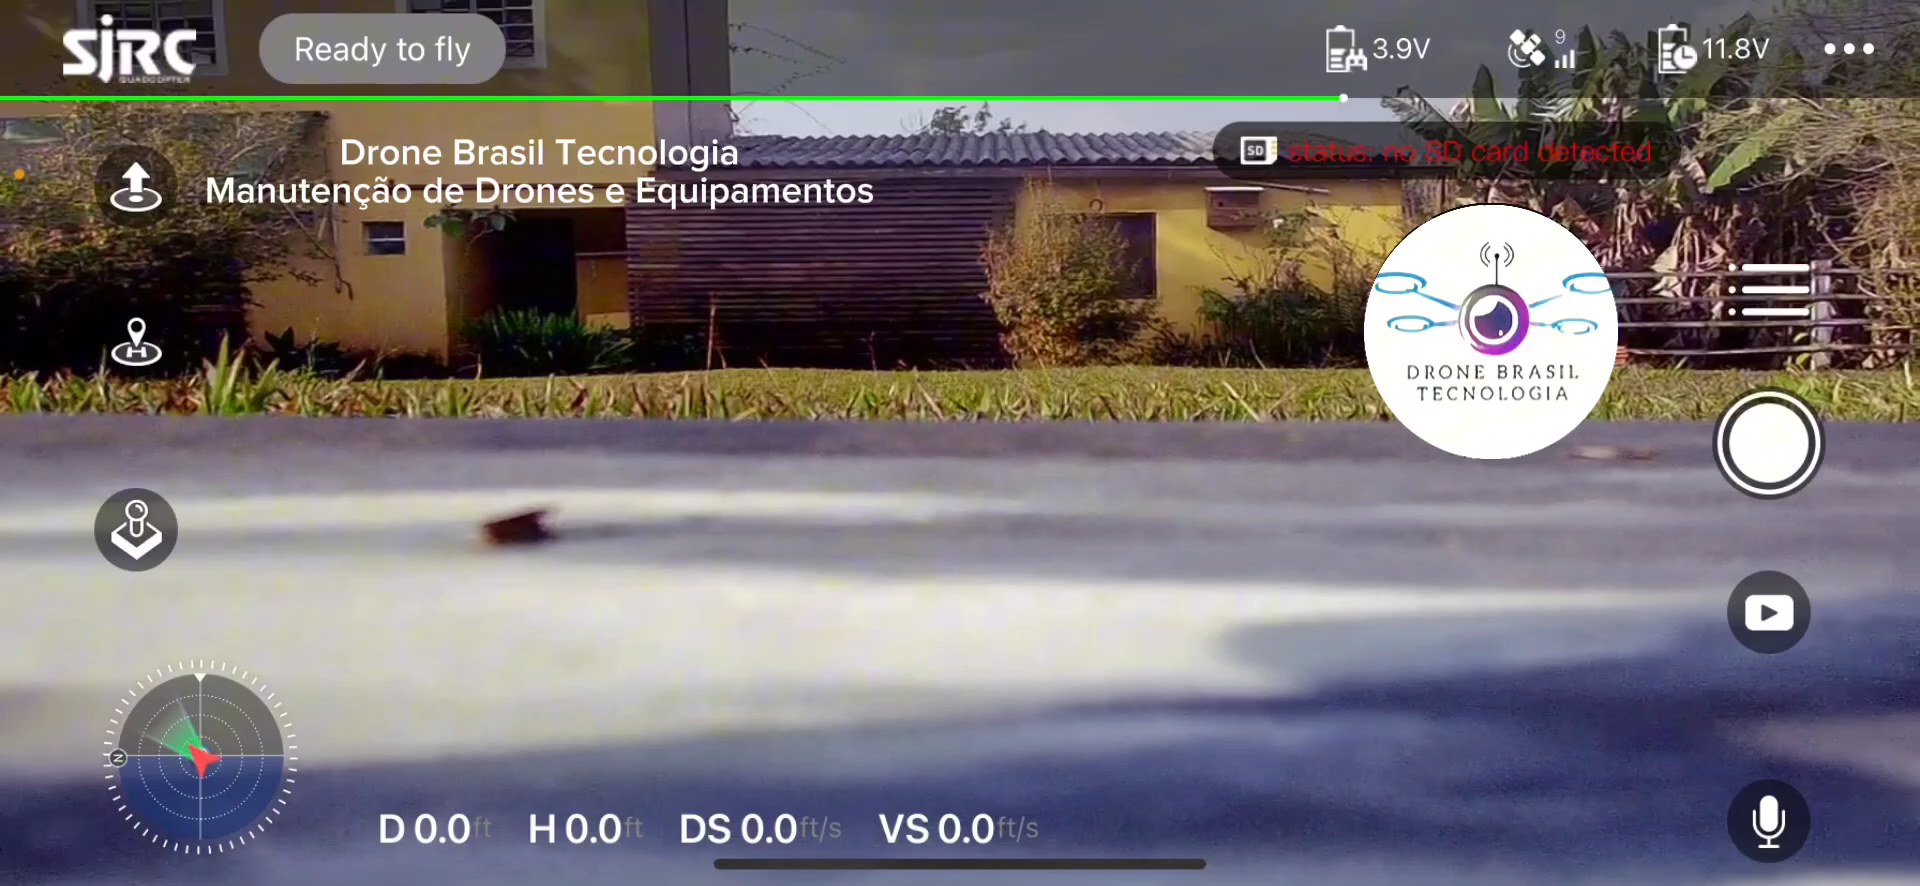 SJRC
QUADCOPTER
Ready to fly
3.9V
9
11.8V
Drone Brasil Tecnologia
Manutenção de Drones e Equipamentos
SD
status: no SD card detected
DRONE BRASIL
TECNOLOGIA
H
N
D 0.0ft H 0.0ft DS 0.0ft/s VS 0.0ft/s